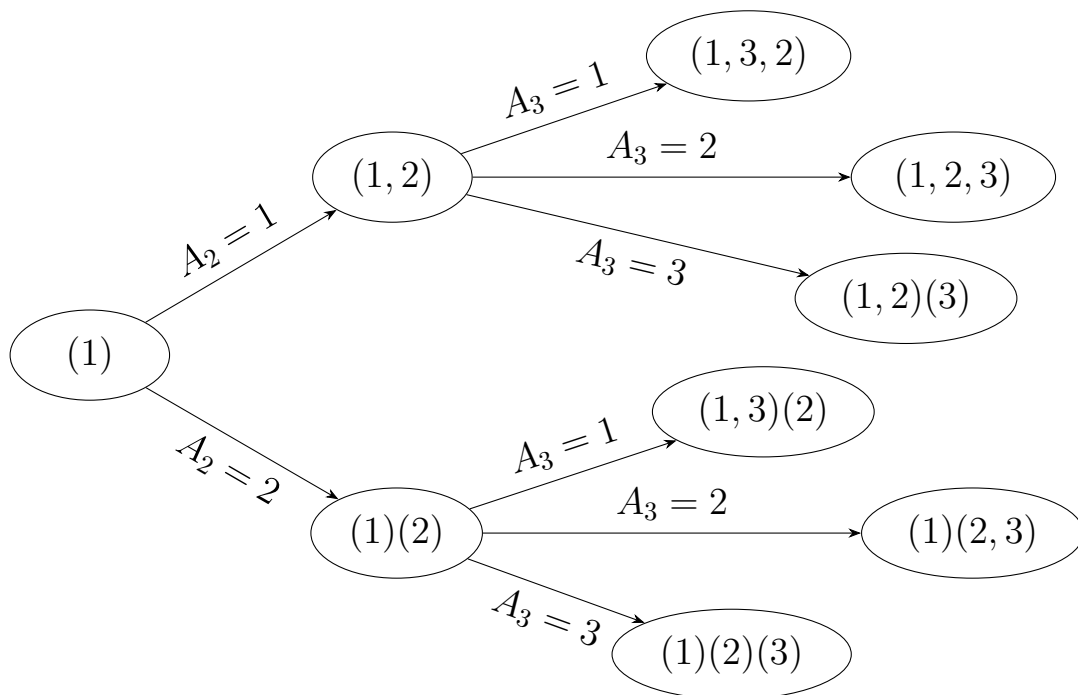 (1, 3, 2)
A₃ = 1
A₃ = 2
(1, 2)
(1, 2, 3)
A₂ = 1
A₃ = 3
(1, 2)(3)
(1)
(1, 3)(2)
A₃ = 1
A₂ = 2
A₃ = 2
(1)(2)
(1)(2, 3)
A₃ = 3
(1)(2)(3)